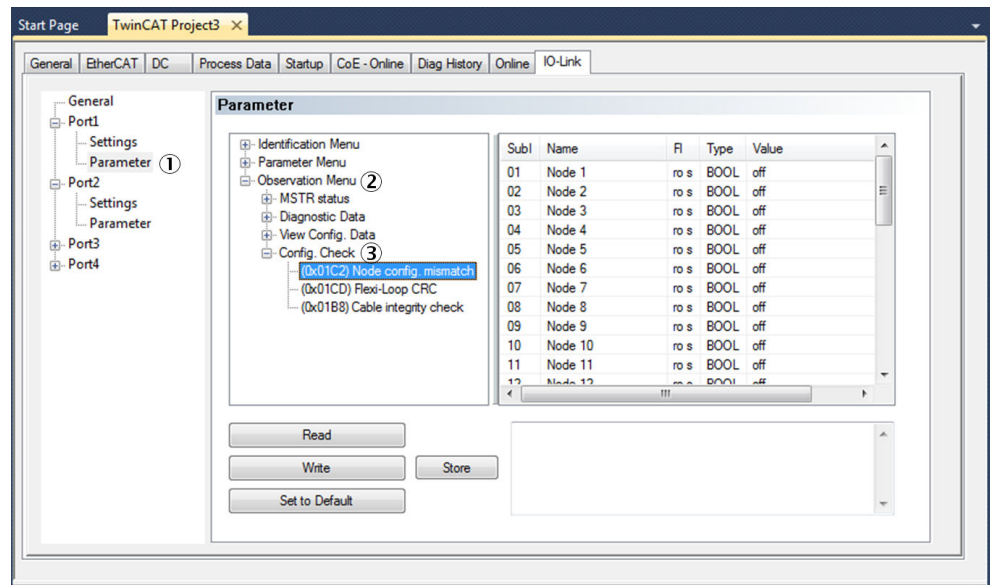 Start Page TwinCAT Project3
General EtherCAT DC Process Data Startup CoE - Online Diag History Online IO-Link
General
Port1
Settings
Parameter ①
Port2
Settings
Parameter
Port3
Port4
Parameter
Identification Menu
Parameter Menu
Observation Menu ②
MSTR status
Diagnostic Data
View Config. Data
Config. Check ③
(0x01C2) Node config. mismatch
(0x01CD) Flexi-Loop CRC
(0x01B8) Cable integrity check
SubI Name Fl Type Value
01 Node 1 ro s BOOL off
02 Node 2 ro s BOOL off
03 Node 3 ro s BOOL off
04 Node 4 ro s BOOL off
05 Node 5 ro s BOOL off
06 Node 6 ro s BOOL off
07 Node 7 ro s BOOL off
08 Node 8 ro s BOOL off
09 Node 9 ro s BOOL off
10 Node 10 ro s BOOL off
11 Node 11 ro s BOOL off
12 Node 12 ro s BOOL off
Read
Write Store
Set to Default